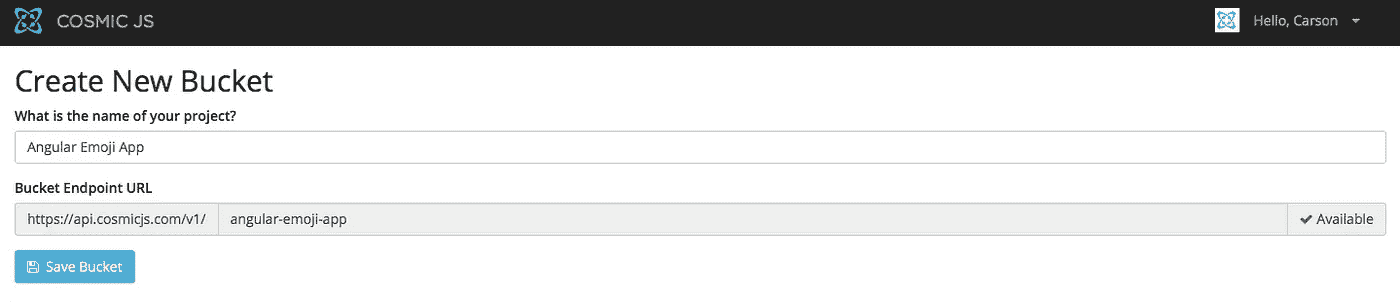 COSMIC JS
Hello, Carson
Create New Bucket
What is the name of your project?
Angular Emoji App
Bucket Endpoint URL
https://api.cosmicjs.com/v1/ angular-emoji-app Available
Save Bucket